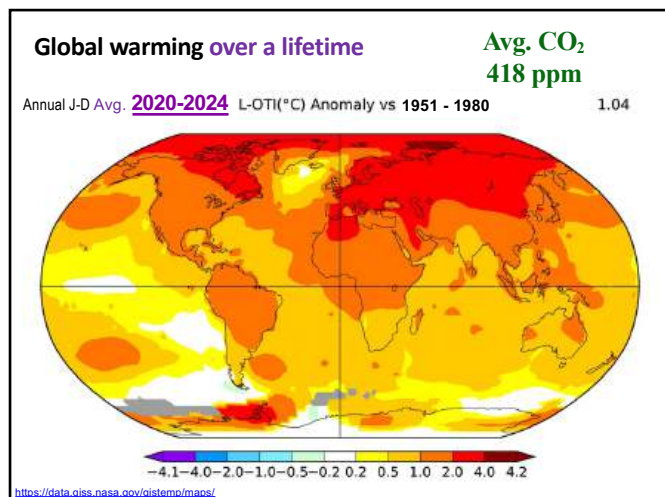 Global warming over a lifetime
Avg. CO₂
418 ppm
Annual J-D Avg. 2020-2024 L-OTI(°C) Anomaly vs 1951 - 1980 1.04
−4.1 −4.0 −2.0 −1.0 −0.5 −0.2 0.2 0.5 1.0 2.0 4.0 4.2
https://data.giss.nasa.gov/gistemp/maps/